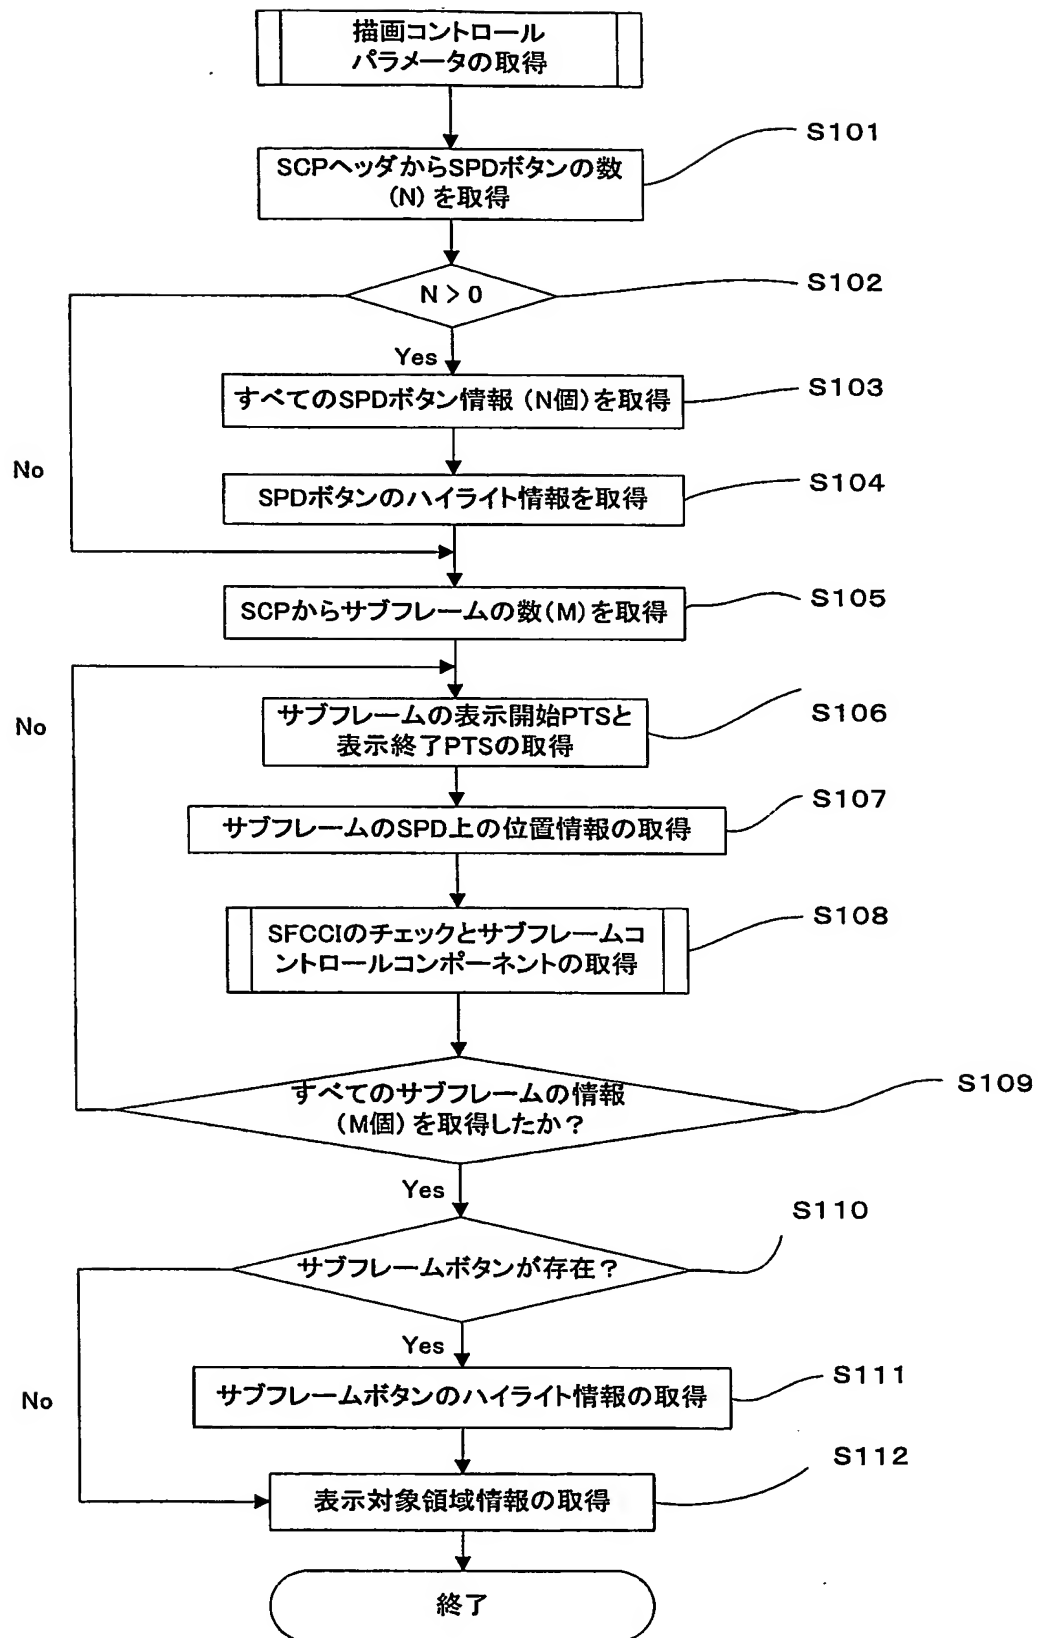 描画コントロール
パラメータの取得
S101
SCPヘッダからSPDボタンの数
(N)を取得
S102
N > 0
Yes
S103
すべてのSPDボタン情報(N個)を取得
No
S104
SPDボタンのハイライト情報を取得
S105
SCPからサブフレームの数(M)を取得
No
S106
サブフレームの表示開始PTSと
表示終了PTSの取得
S107
サブフレームのSPD上の位置情報の取得
S108
SFCCIのチェックとサブフレームコ
ントロールコンポーネントの取得
S109
すべてのサブフレームの情報
(M個)を取得したか?
Yes
S110
サブフレームボタンが存在?
Yes
S111
サブフレームボタンのハイライト情報の取得
No
S112
表示対象領域情報の取得
終了